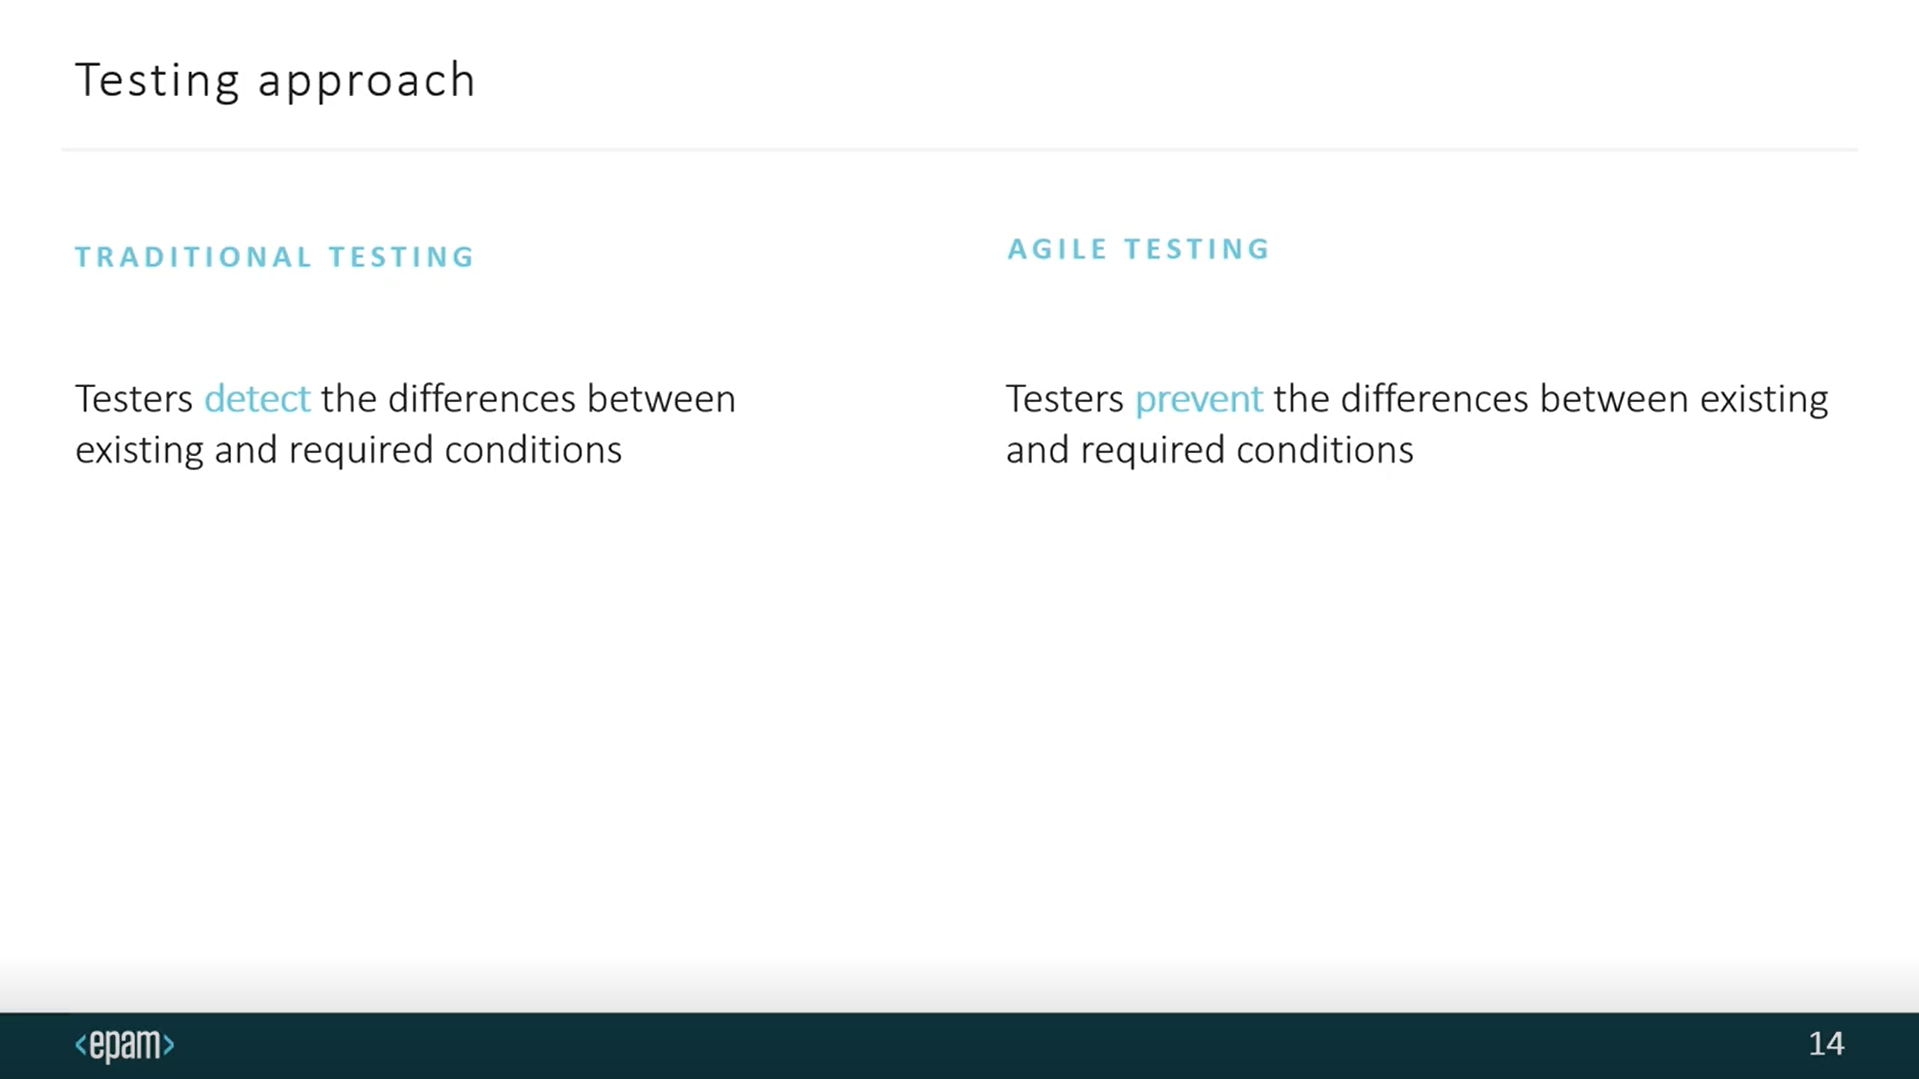 Testing approach
TRADITIONAL TESTING
Testers detect the differences between
existing and required conditions
AGILE TESTING
Testers prevent the differences between existing
and required conditions
<epam>
14